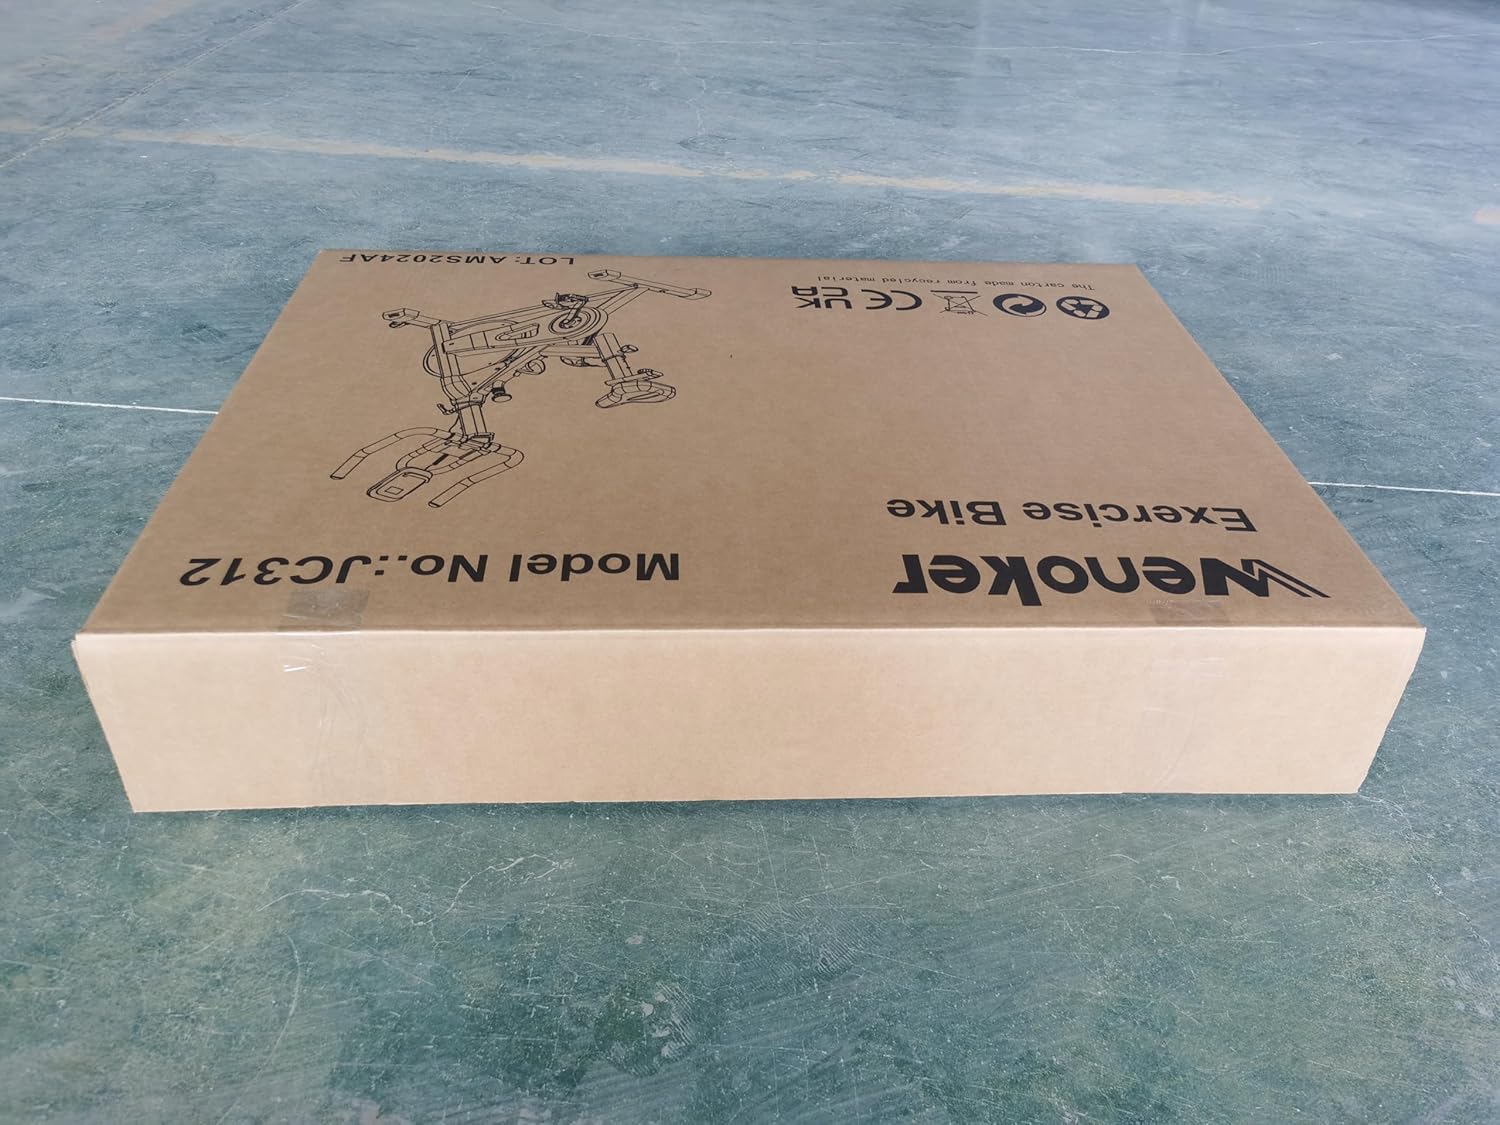 Wenoker
Exercise Bike
Model No.:JC312
The carton made from recycled material
CE UK CA
LOT: AMS2024AF